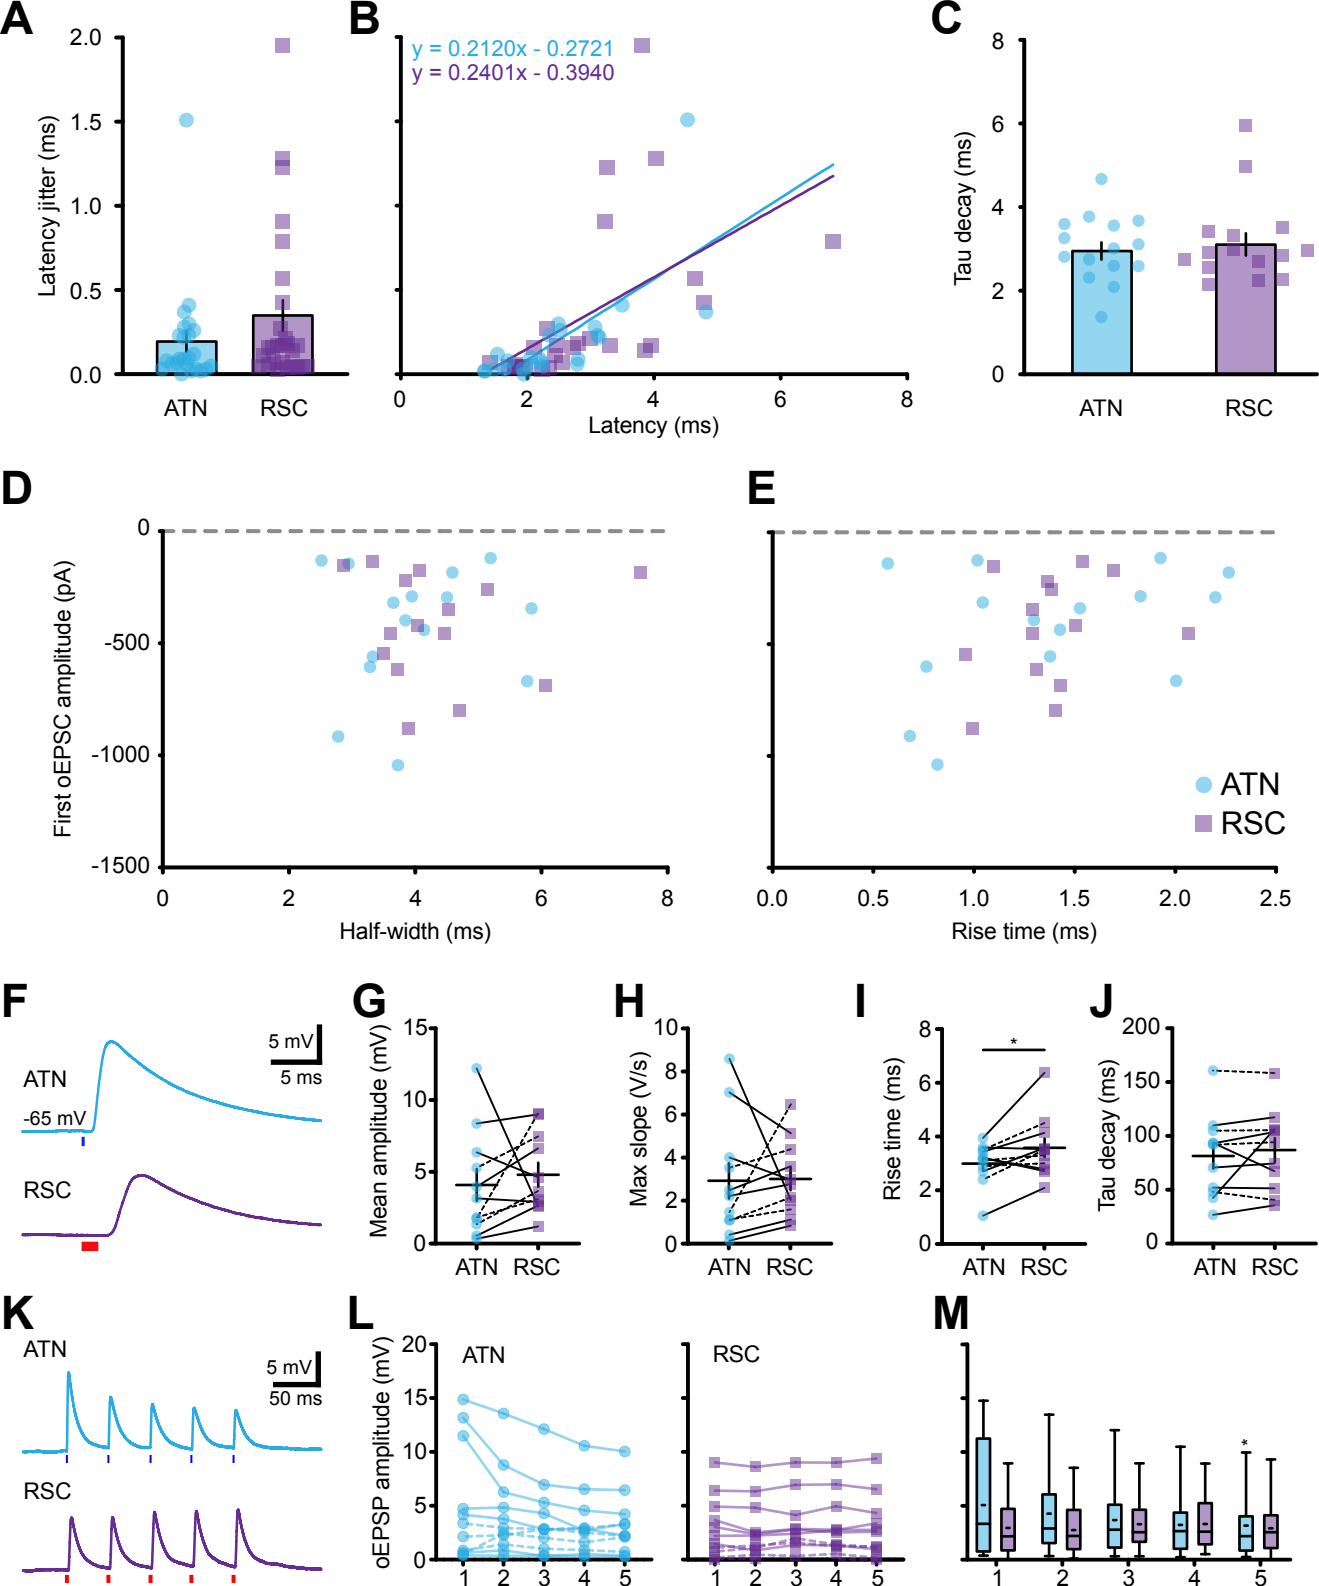 A
B
C
2.0
1.5
1.0
0.5
0.0
Latency jitter (ms)
ATN
RSC
y = 0.2120x - 0.2721
y = 0.2401x - 0.3940
0
2
4
6
8
Latency (ms)
8
6
4
2
0
Tau decay (ms)
ATN
RSC
D
E
0
-500
-1000
-1500
First oEPSC amplitude (pA)
0
2
4
6
8
Half-width (ms)
ATN
RSC
0.0
0.5
1.0
1.5
2.0
2.5
Rise time (ms)
F
ATN
-65 mV
5 mV
5 ms
RSC
G
15
10
5
0
Mean amplitude (mV)
ATN
RSC
H
10
8
6
4
2
0
Max slope (V/s)
ATN
RSC
I
8
6
4
2
0
Rise time (ms)
*
ATN
RSC
J
200
150
100
50
0
Tau decay (ms)
ATN
RSC
K
ATN
5 mV
50 ms
RSC
L
20
15
10
5
0
oEPSP amplitude (mV)
ATN
1
2
3
4
5
RSC
1
2
3
4
5
M
*
1
2
3
4
5